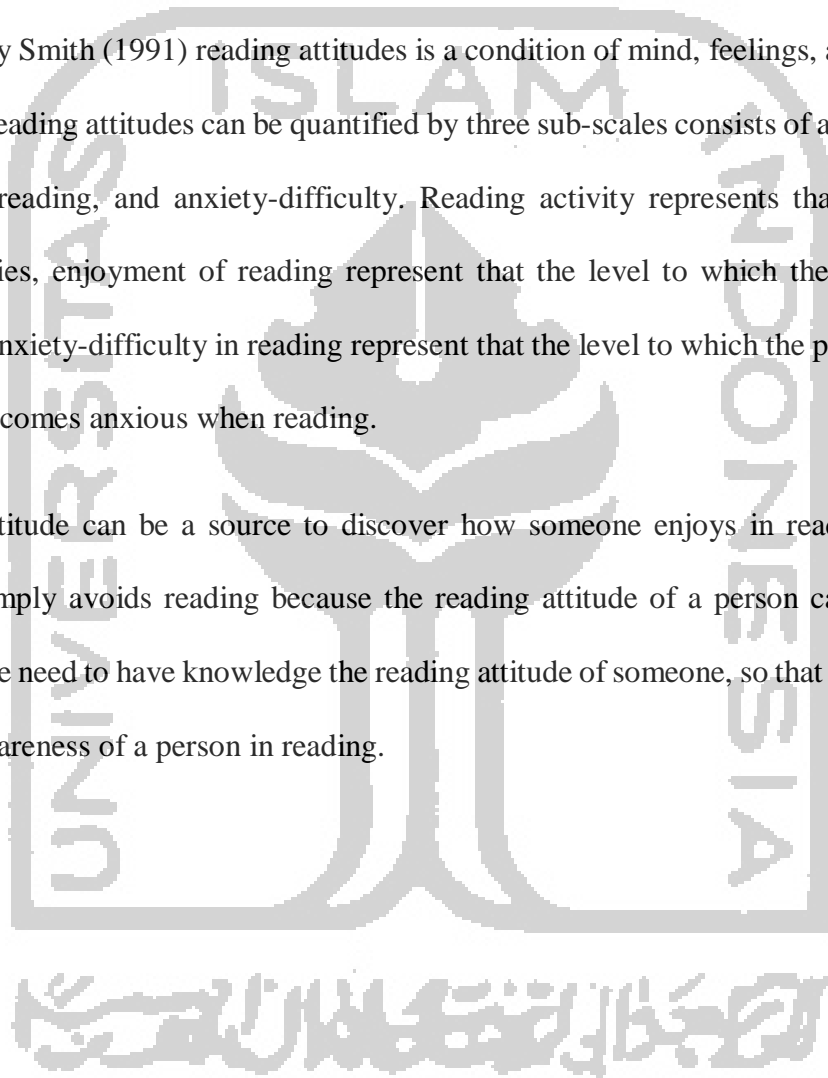 y Smith (1991) reading attitudes is a condition of mind, feelings, a
eading attitudes can be quantified by three sub-scales consists of a
reading, and anxiety-difficulty. Reading activity represents tha
ies, enjoyment of reading represent that the level to which the
nxiety-difficulty in reading represent that the level to which the p
comes anxious when reading.
titude can be a source to discover how someone enjoys in read
mply avoids reading because the reading attitude of a person ca
e need to have knowledge the reading attitude of someone, so that
areness of a person in reading.
ISLAM
UNIVERSITAS
INDONESIA